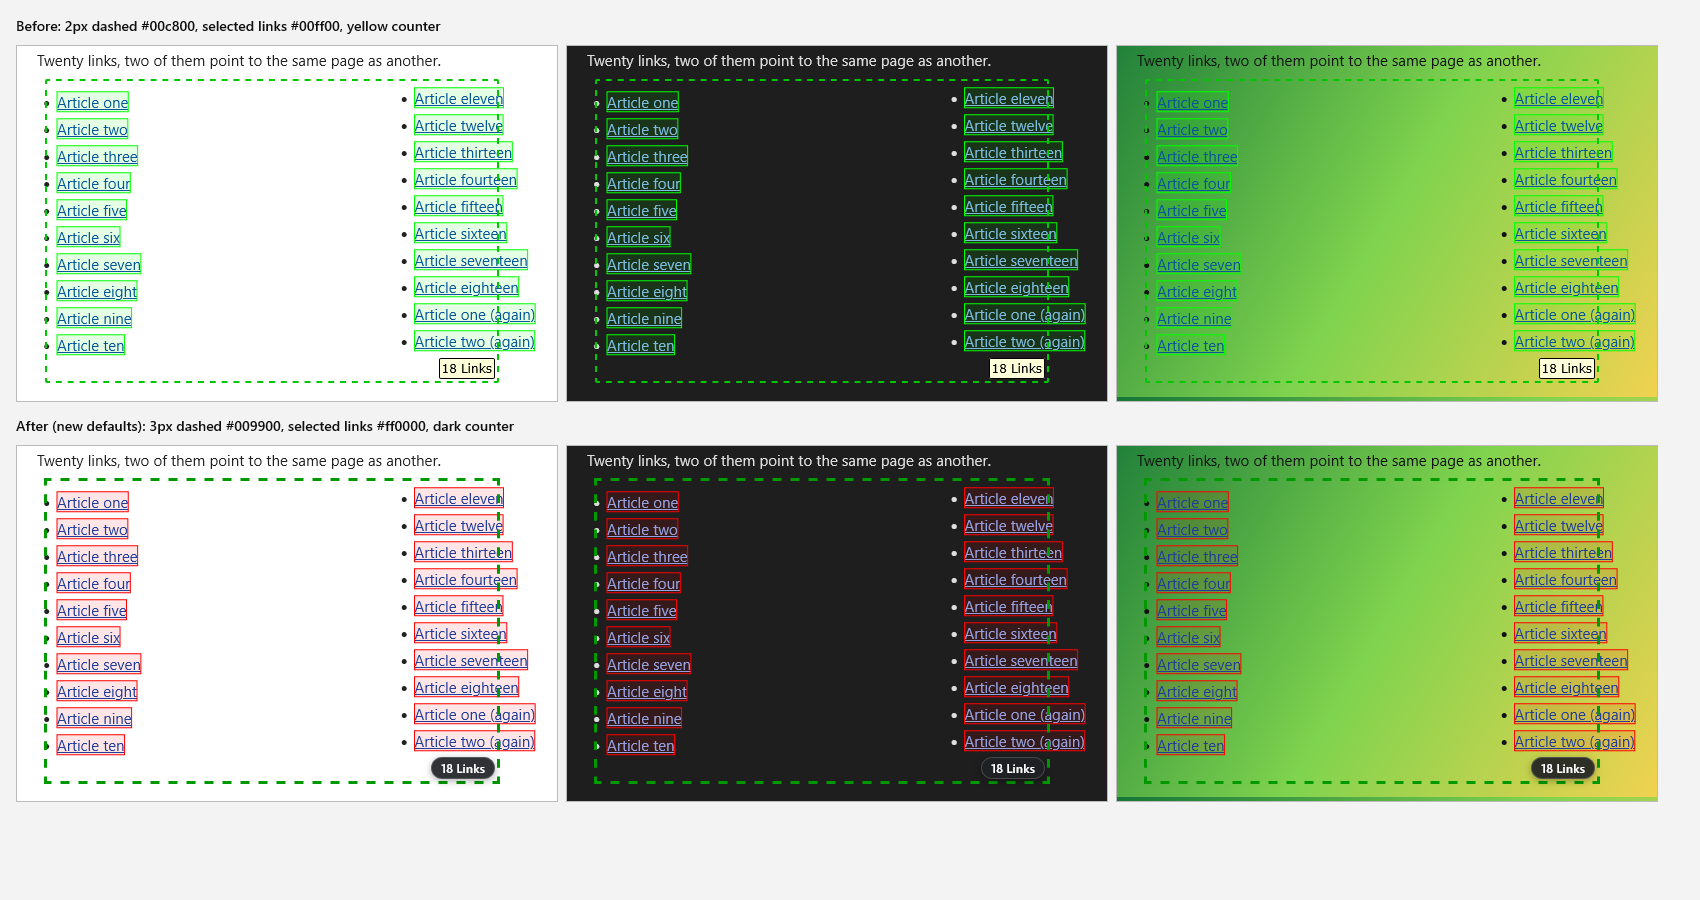 Before: 2px dashed #00c800, selected links #00ff00, yellow counter
Twenty links, two of them point to the same page as another.
Article one
Article two
Article three
Article four
Article five
Article six
Article seven
Article eight
Article nine
Article ten
Article eleven
Article twelve
Article thirteen
Article fourteen
Article fifteen
Article sixteen
Article seventeen
Article eighteen
Article one (again)
Article two (again)
18 Links
Twenty links, two of them point to the same page as another.
Article one
Article two
Article three
Article four
Article five
Article six
Article seven
Article eight
Article nine
Article ten
Article eleven
Article twelve
Article thirteen
Article fourteen
Article fifteen
Article sixteen
Article seventeen
Article eighteen
Article one (again)
Article two (again)
18 Links
Twenty links, two of them point to the same page as another.
Article one
Article two
Article three
Article four
Article five
Article six
Article seven
Article eight
Article nine
Article ten
Article eleven
Article twelve
Article thirteen
Article fourteen
Article fifteen
Article sixteen
Article seventeen
Article eighteen
Article one (again)
Article two (again)
18 Links
After (new defaults): 3px dashed #009900, selected links #ff0000, dark counter
Twenty links, two of them point to the same page as another.
Article one
Article two
Article three
Article four
Article five
Article six
Article seven
Article eight
Article nine
Article ten
Article eleven
Article twelve
Article thirteen
Article fourteen
Article fifteen
Article sixteen
Article seventeen
Article eighteen
Article one (again)
Article two (again)
18 Links
Twenty links, two of them point to the same page as another.
Article one
Article two
Article three
Article four
Article five
Article six
Article seven
Article eight
Article nine
Article ten
Article eleven
Article twelve
Article thirteen
Article fourteen
Article fifteen
Article sixteen
Article seventeen
Article eighteen
Article one (again)
Article two (again)
18 Links
Twenty links, two of them point to the same page as another.
Article one
Article two
Article three
Article four
Article five
Article six
Article seven
Article eight
Article nine
Article ten
Article eleven
Article twelve
Article thirteen
Article fourteen
Article fifteen
Article sixteen
Article seventeen
Article eighteen
Article one (again)
Article two (again)
18 Links